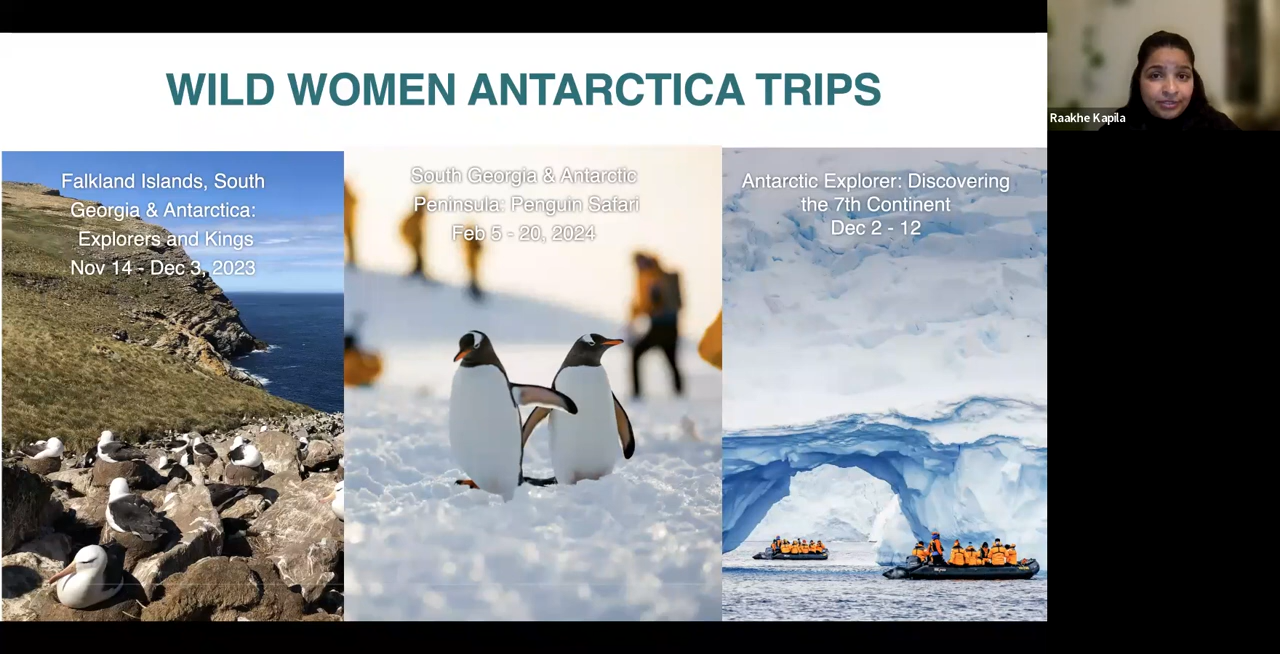 WILD WOMEN ANTARCTICA TRIPS
Falkland Islands, South
Georgia & Antarctica:
Explorers and Kings
Nov 14 - Dec 3, 2023
South Georgia & Antarctic
Peninsula: Penguin Safari
Feb 5 - 20, 2024
Antarctic Explorer: Discovering
the 7th Continent
Dec 2 - 12
Raakhe Kapila